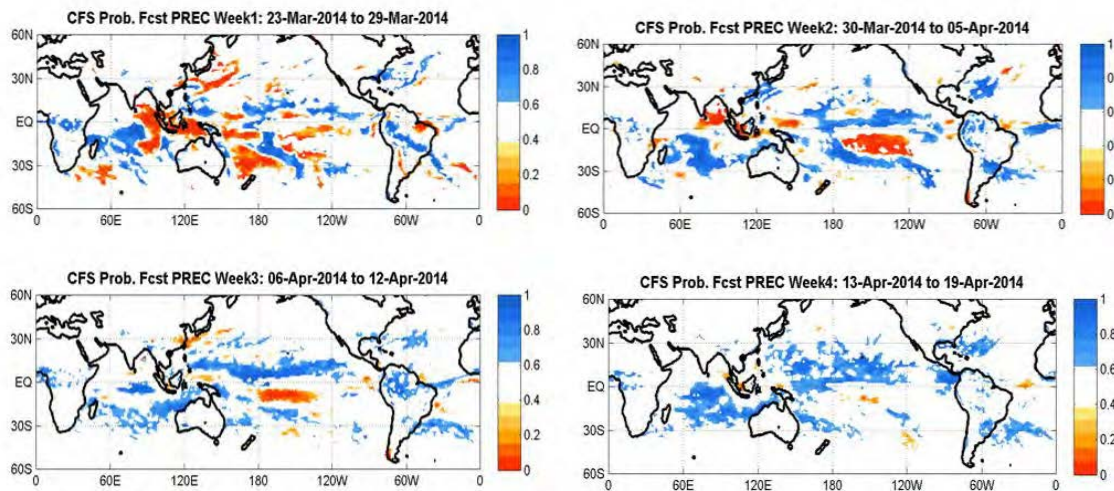 CFS Prob. Fcst PREC Week1: 23-Mar-2014 to 29-Mar-2014
60N
30N
EQ
30S
60S
0 60E 120E 180 120W 60W 0
1
0.8
0.6
0.4
0.2
0
CFS Prob. Fcst PREC Week2: 30-Mar-2014 to 05-Apr-2014
60N
30N
EQ
30S
60S
0 60E 120E 180 120W 60W 0
CFS Prob. Fcst PREC Week3: 06-Apr-2014 to 12-Apr-2014
60N
30N
EQ
30S
60S
0 60E 120E 180 120W 60W 0
1
0.8
0.6
0.4
0.2
0
CFS Prob. Fcst PREC Week4: 13-Apr-2014 to 19-Apr-2014
60N
30N
EQ
30S
60S
0 60E 120E 180 120W 60W 0
1
0.8
0.6
0.4
0.2
0